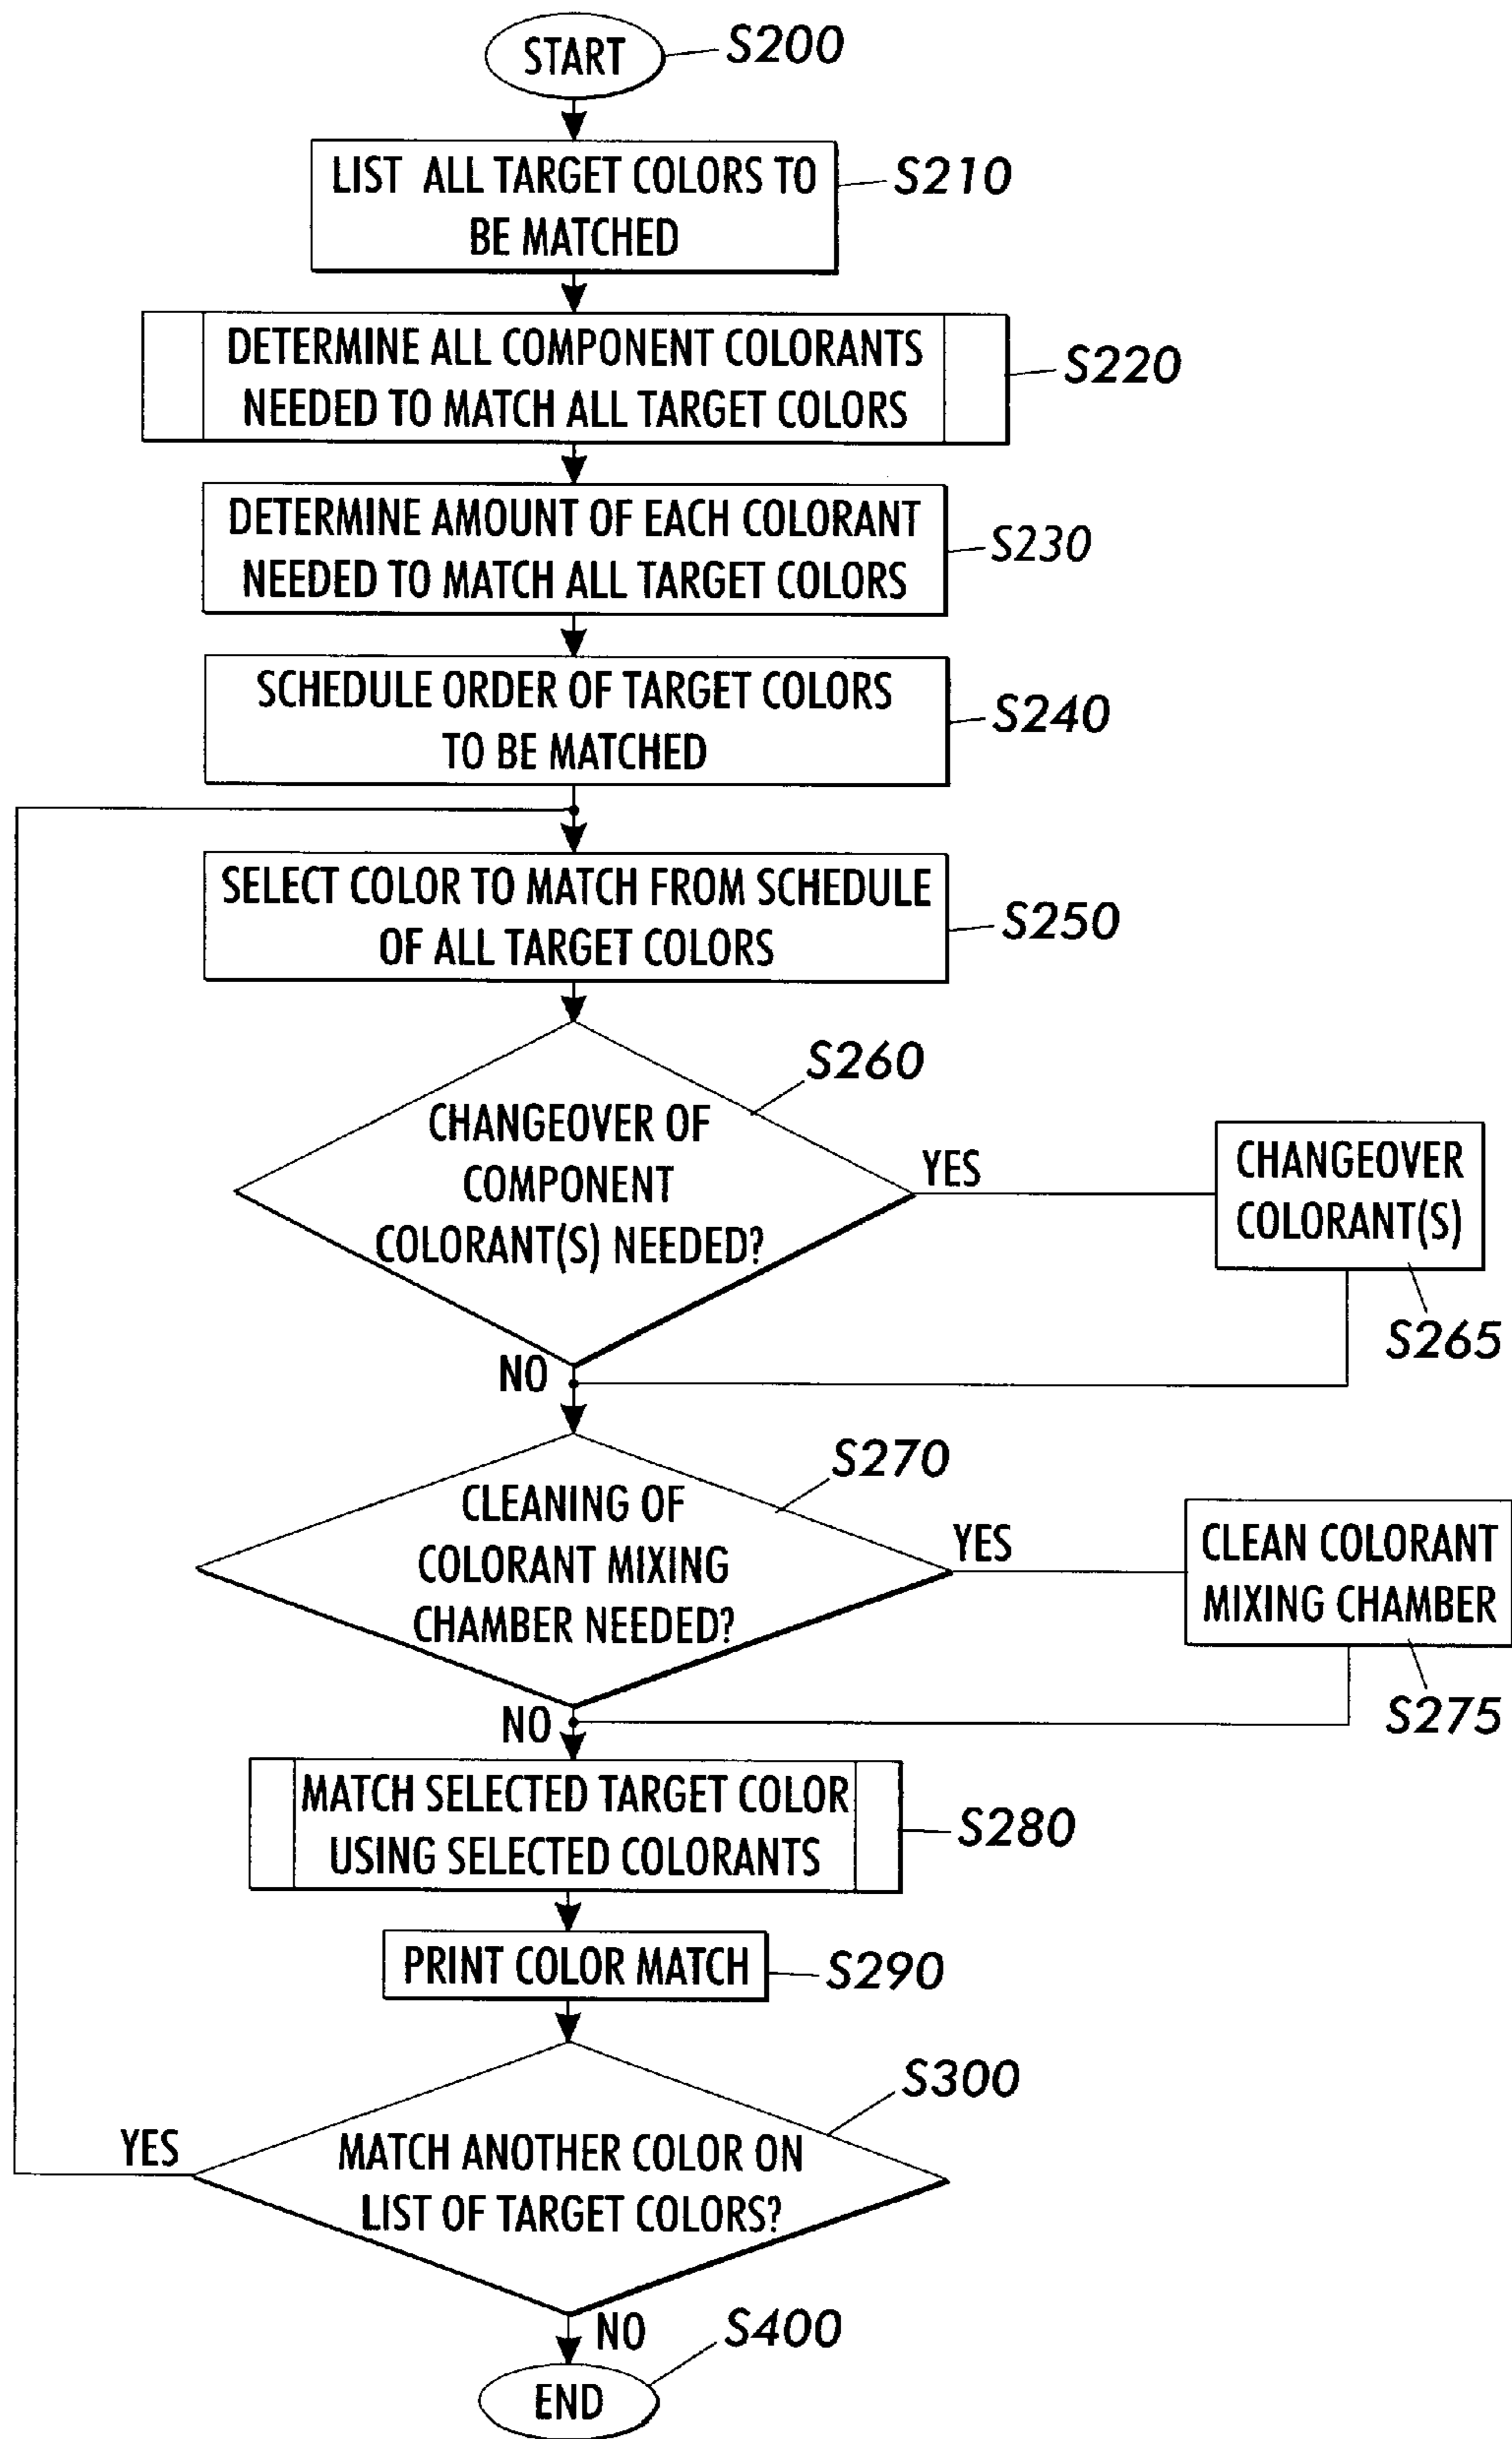 START
S200
LIST ALL TARGET COLORS TO
BE MATCHED
S210
DETERMINE ALL COMPONENT COLORANTS
NEEDED TO MATCH ALL TARGET COLORS
S220
DETERMINE AMOUNT OF EACH COLORANT
NEEDED TO MATCH ALL TARGET COLORS
S230
SCHEDULE ORDER OF TARGET COLORS
TO BE MATCHED
S240
SELECT COLOR TO MATCH FROM SCHEDULE
OF ALL TARGET COLORS
S250
CHANGEOVER OF
COMPONENT
COLORANT(S) NEEDED?
S260
YES
CHANGEOVER
COLORANT(S)
S265
NO
CLEANING OF
COLORANT MIXING
CHAMBER NEEDED?
S270
YES
CLEAN COLORANT
MIXING CHAMBER
S275
NO
MATCH SELECTED TARGET COLOR
USING SELECTED COLORANTS
S280
PRINT COLOR MATCH
S290
MATCH ANOTHER COLOR ON
LIST OF TARGET COLORS?
S300
YES
NO
END
S400